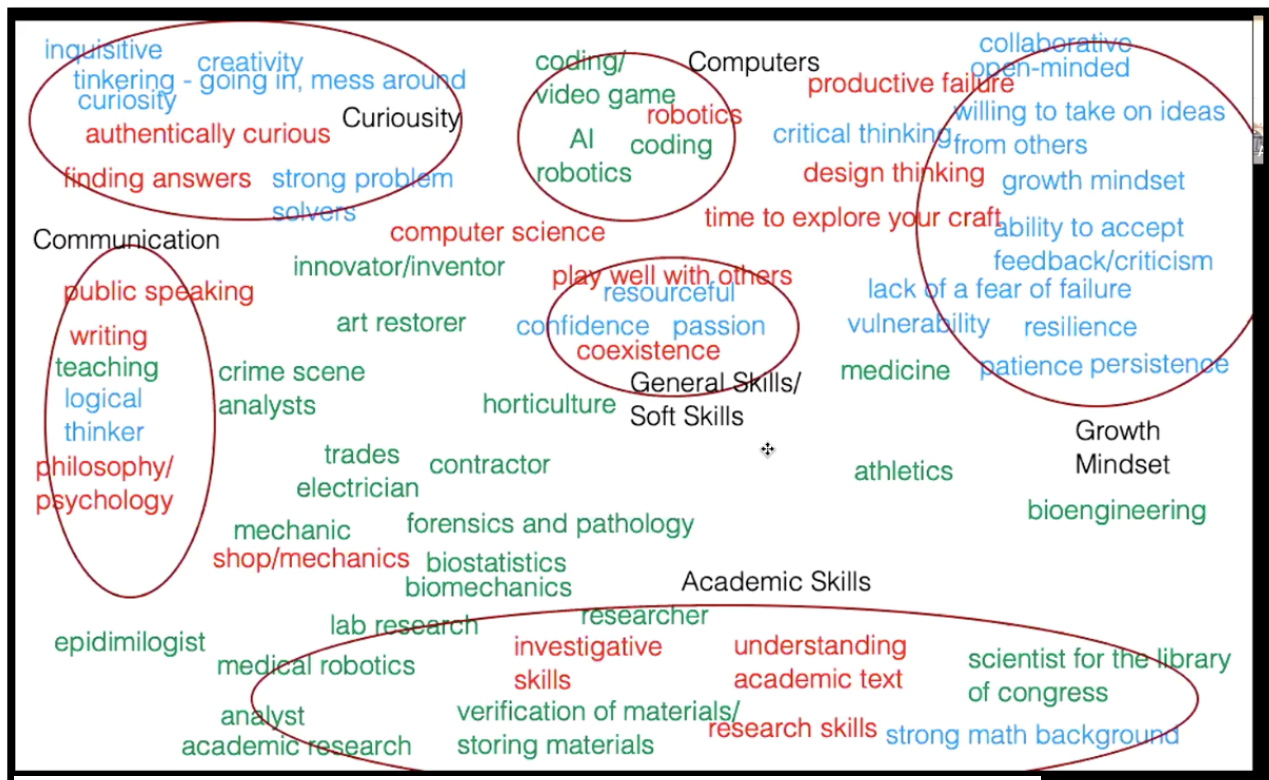 inquisitive
creativity
tinkering - going in, mess around
curiosity
Curiousity
authentically curious
finding answers
strong problem
solvers
coding/
video game
Computers
robotics
AI
coding
robotics
collaborative
open-minded
productive failure
willing to take on ideas
from others
critical thinking
design thinking
growth mindset
time to explore your craft
ability to accept
feedback/criticism
lack of a fear of failure
vulnerability
resilience
patience
persistence
Growth
Mindset
Communication
public speaking
writing
teaching
logical
thinker
philosophy/
psychology
computer science
innovator/inventor
art restorer
crime scene
analysts
play well with others
resourceful
confidence
passion
coexistence
General Skills/
Soft Skills
horticulture
medicine
trades
contractor
electrician
athletics
bioengineering
mechanic
forensics and pathology
shop/mechanics
biostatistics
biomechanics
Academic Skills
epidimilogist
lab research
researcher
medical robotics
investigative
skills
understanding
academic text
scientist for the library
of congress
analyst
academic research
verification of materials/
storing materials
research skills
strong math background